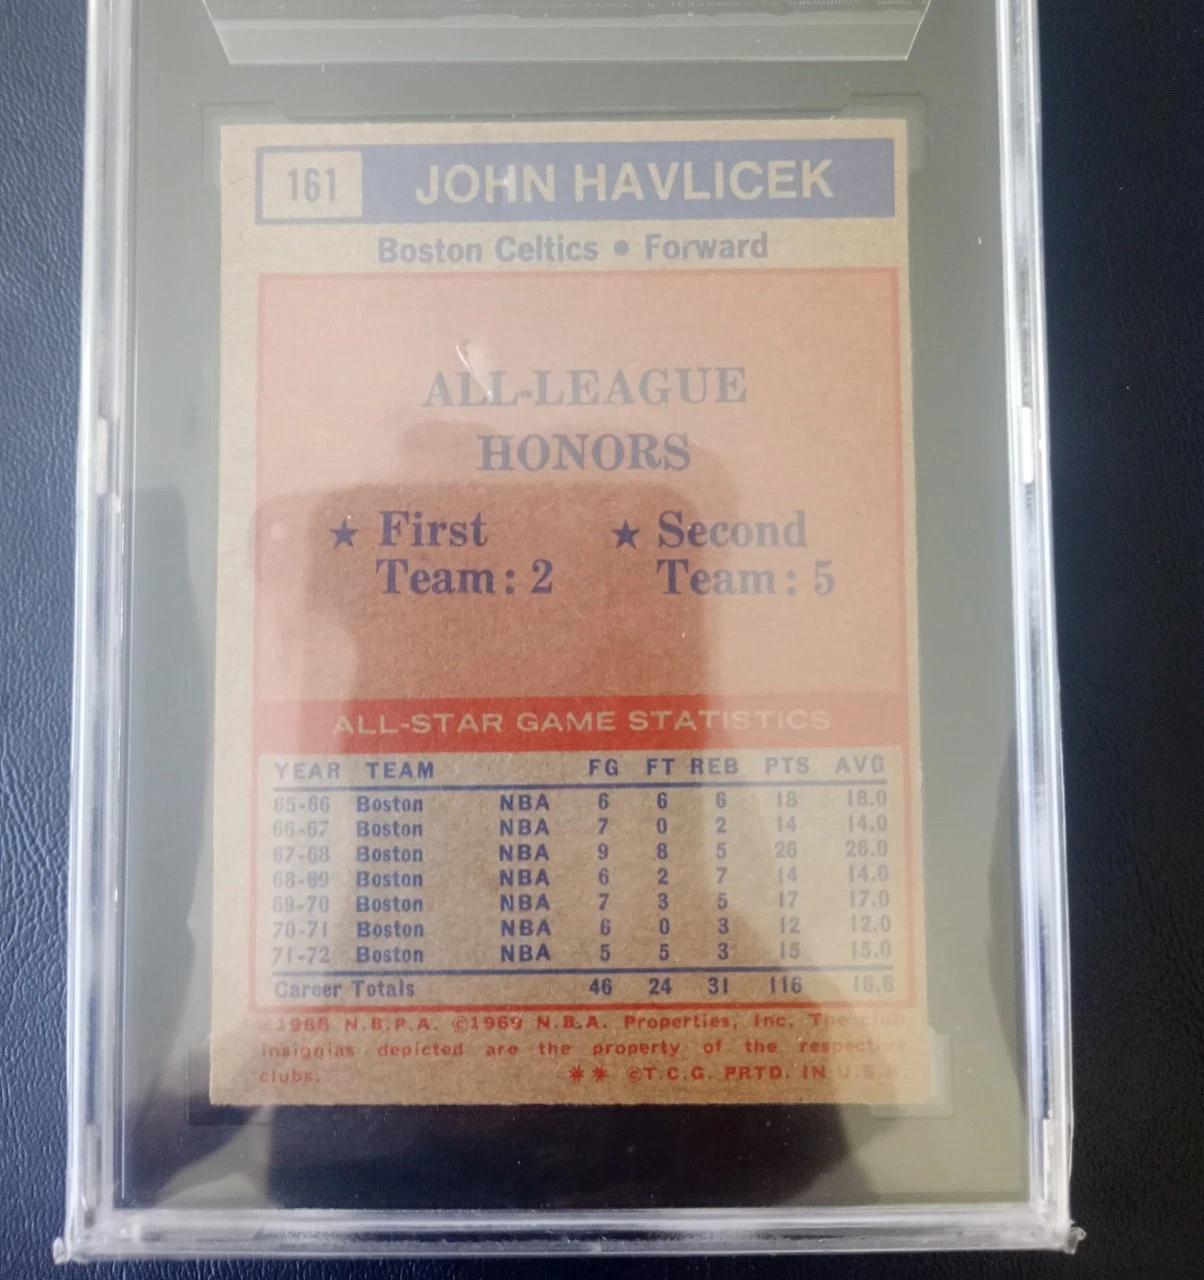 161 JOHN HAVLICEK
Boston Celtics • Forward
ALL-LEAGUE
HONORS
★ First ★ Second
Team: 2 Team: 5
ALL-STAR GAME STATISTICS
YEAR TEAM FG FT REB PTS AVG
65-66 Boston NBA 6 6 6 18 18.0
66-67 Boston NBA 7 0 2 14 14.0
67-68 Boston NBA 9 8 5 26 26.0
68-69 Boston NBA 6 2 7 14 14.0
69-70 Boston NBA 7 3 5 17 17.0
70-71 Boston NBA 6 0 3 12 12.0
71-72 Boston NBA 5 5 3 15 15.0
Career Totals 46 24 31 116 16.6
©1968 N.B.P.A. ©1969 N.B.A. Properties, Inc. The club
insignias depicted are the property of the respective
clubs. ** ©T.C.G. PRTD. IN U.S.A.